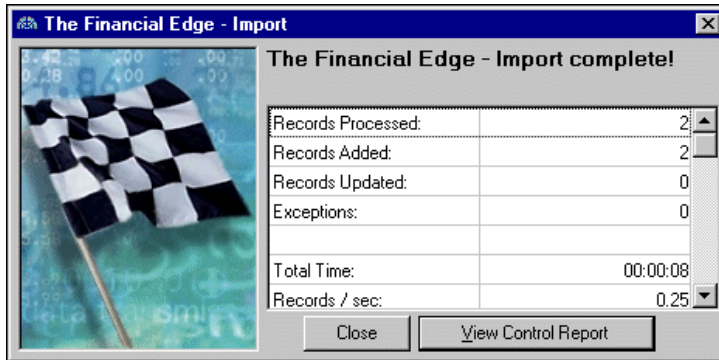 The Financial Edge - Import
The Financial Edge - Import complete!
Records Processed: 2
Records Added: 2
Records Updated: 0
Exceptions: 0
Total Time: 00:00:08
Records / sec: 0.25
Close View Control Report